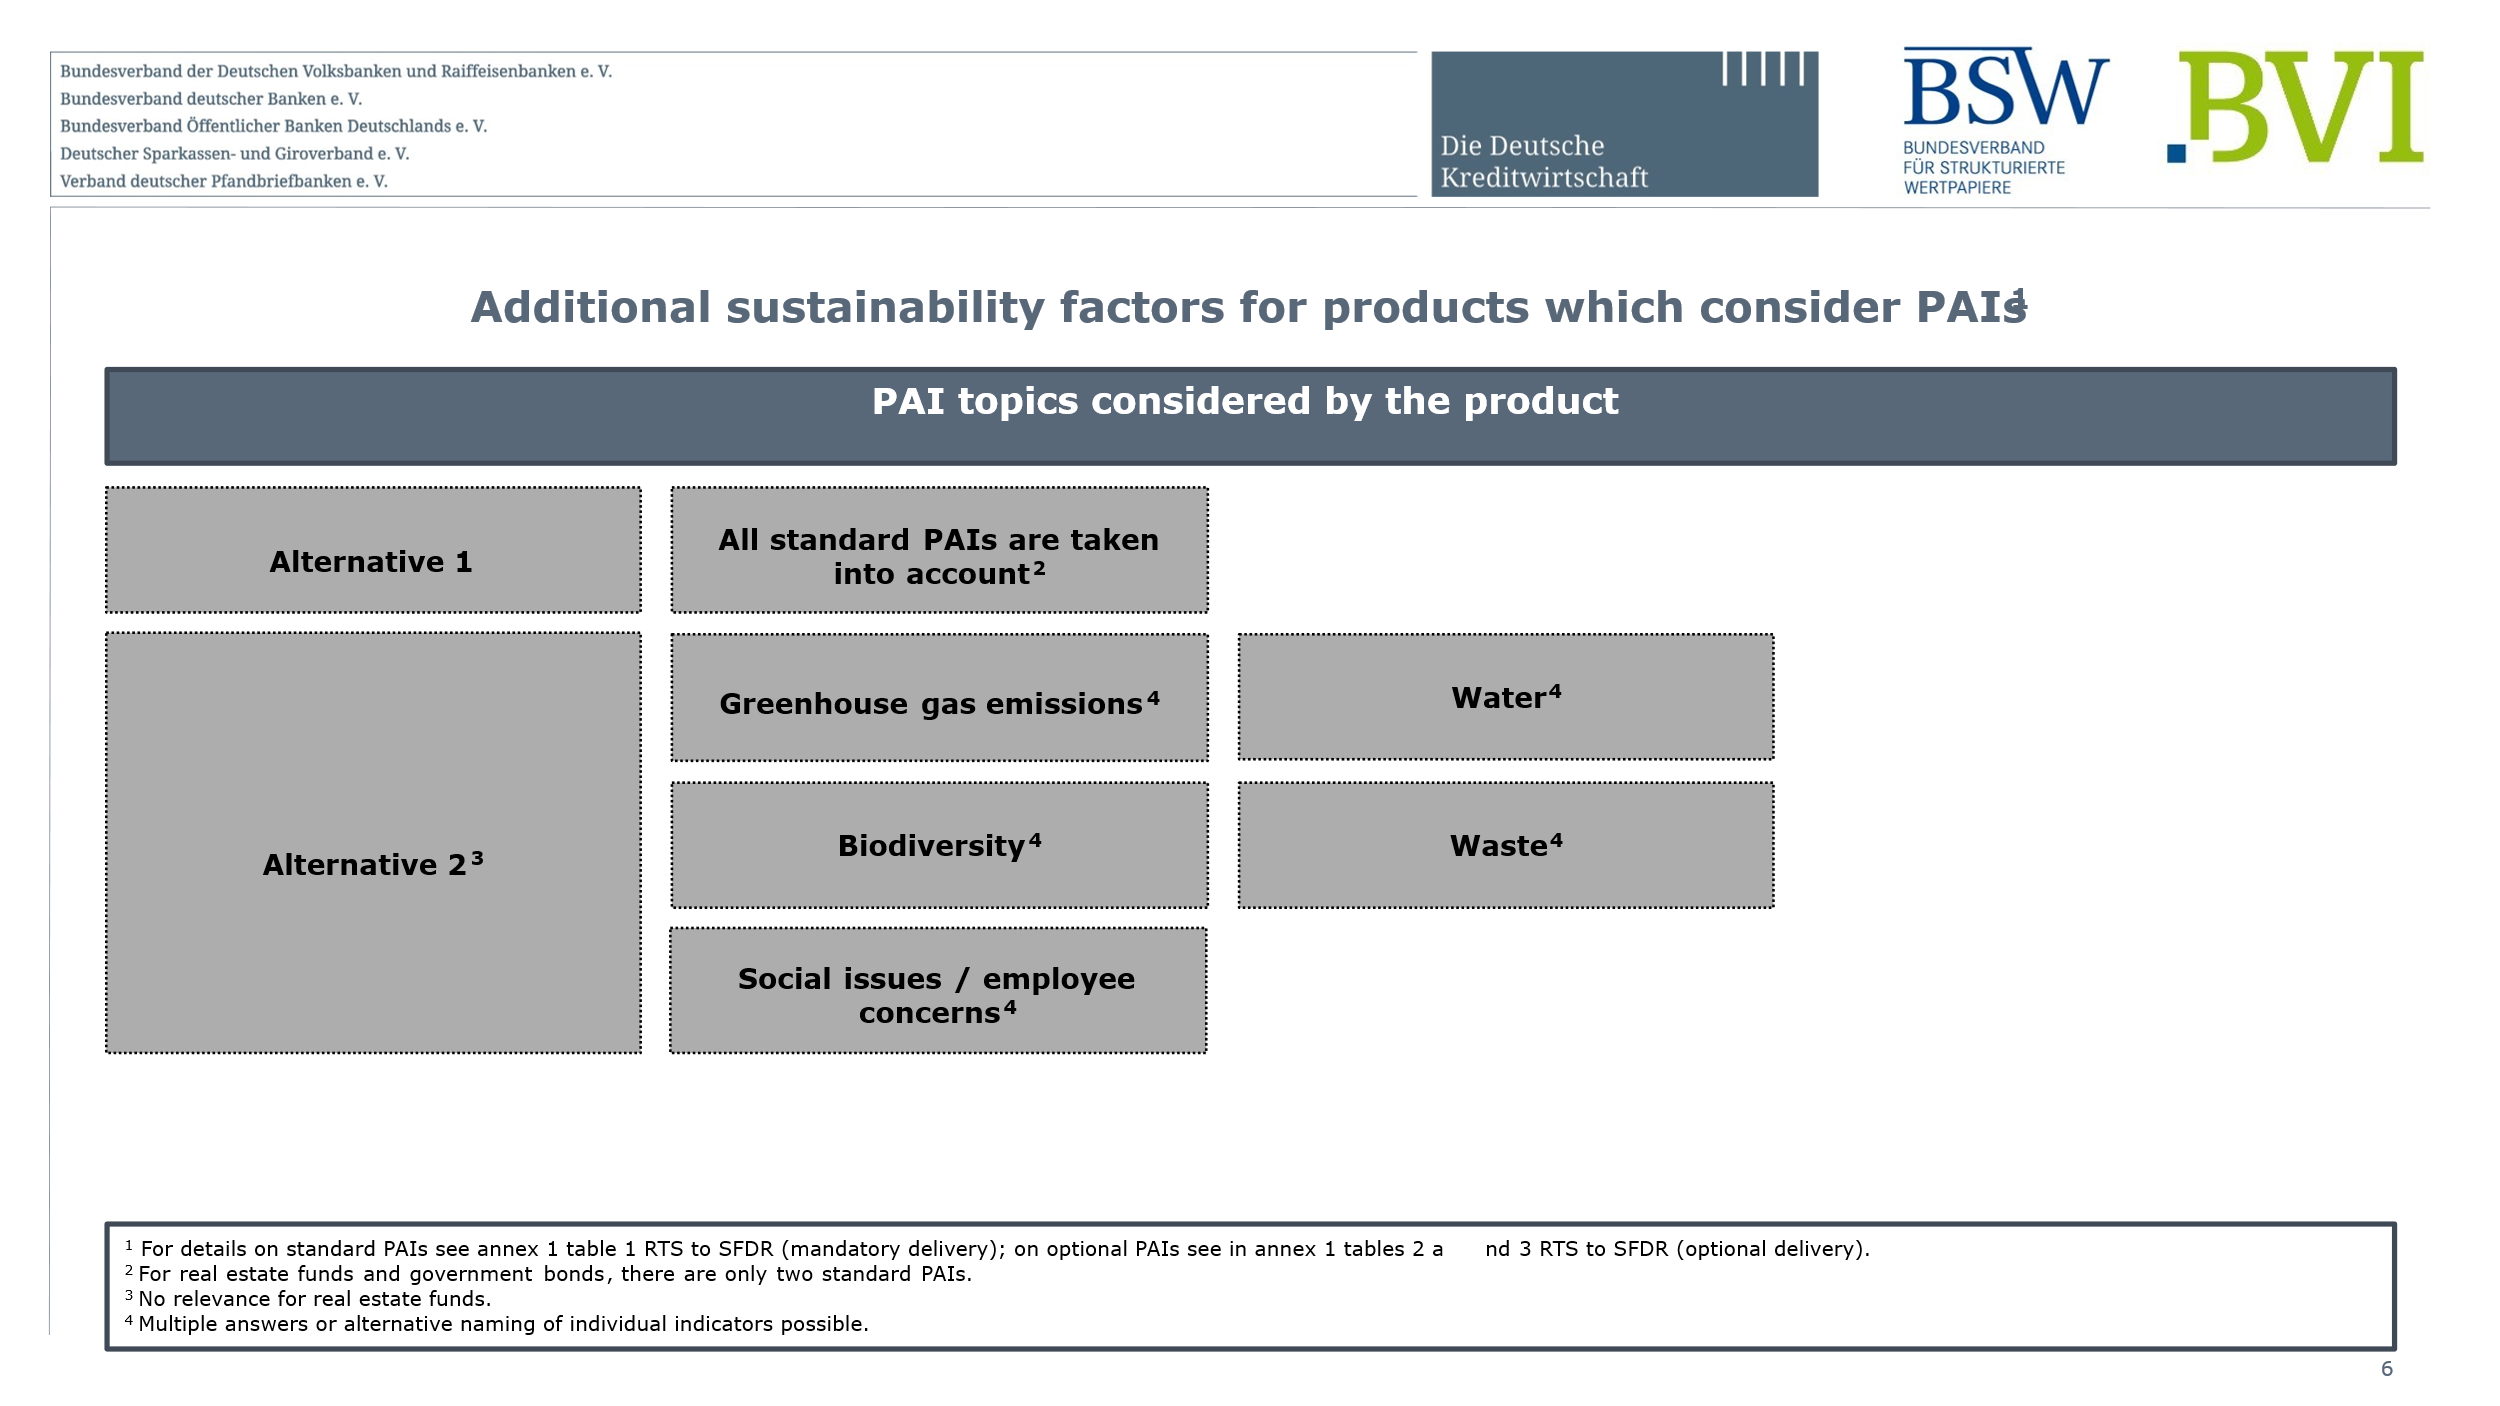 Bundesverband der Deutschen Volksbanken und Raiffeisenbanken e. V.
Bundesverband deutscher Banken e. V.
Bundesverband Öffentlicher Banken Deutschlands e. V.
Deutscher Sparkassen- und Giroverband e. V.
Verband deutscher Pfandbriefbanken e. V.
Die Deutsche
Kreditwirtschaft
BSW
BUNDESVERBAND
FÜR STRUKTURIERTE
WERTPAPIERE
.BVI
Additional sustainability factors for products which consider PAIs¹
PAI topics considered by the product
Alternative 1
All standard PAIs are taken
into account²
Alternative 2³
Greenhouse gas emissions⁴
Water⁴
Biodiversity⁴
Waste⁴
Social issues / employee
concerns⁴
¹ For details on standard PAIs see annex 1 table 1 RTS to SFDR (mandatory delivery); on optional PAIs see in annex 1 tables 2 a nd 3 RTS to SFDR (optional delivery).
² For real estate funds and government bonds, there are only two standard PAIs.
³ No relevance for real estate funds.
⁴ Multiple answers or alternative naming of individual indicators possible.
6